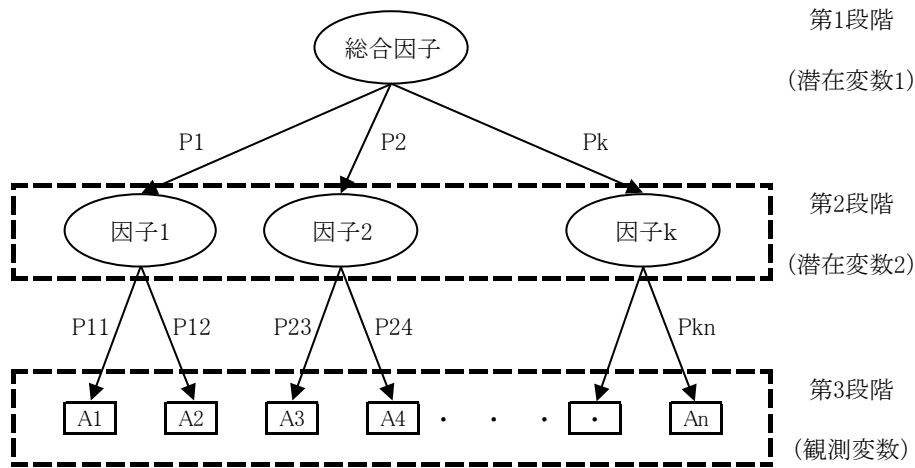 第1段階
総合因子
(潜在変数1)
P1 P2 Pk
第2段階
因子1 因子2 因子k
(潜在変数2)
P11 P12 P23 P24 Pkn
第3段階
A1 A2 A3 A4 ・ ・ ・ ・ An
(観測変数)